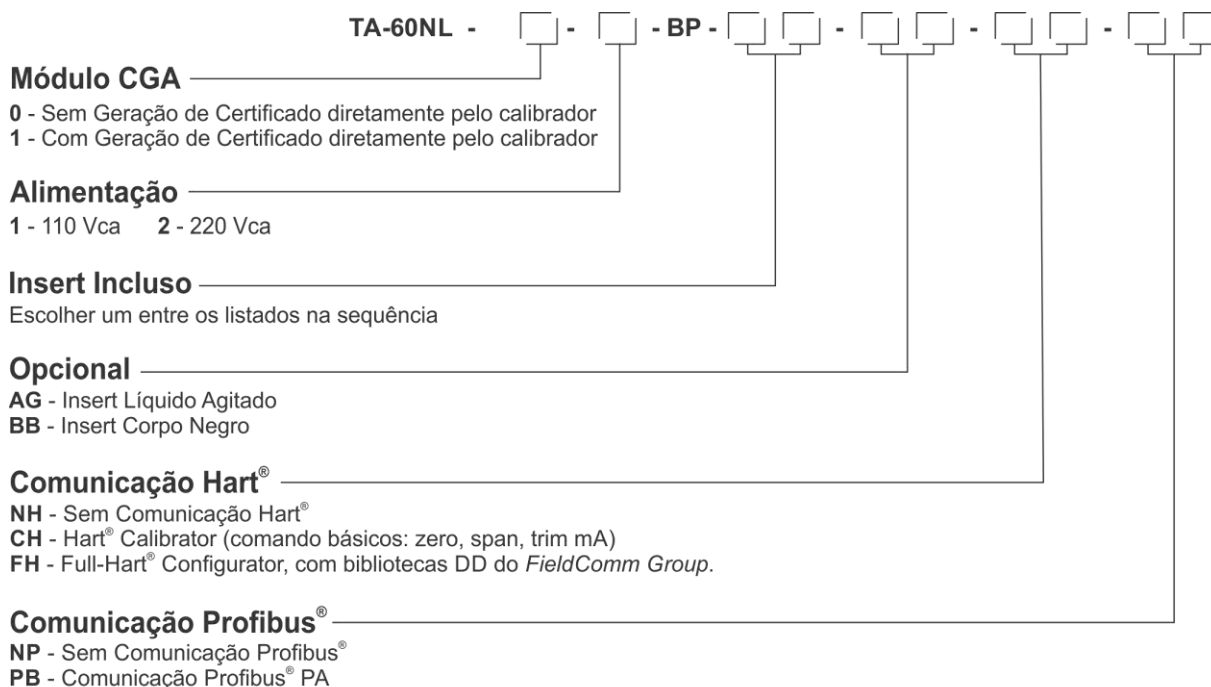 TA-60NL - - - BP - - - -
Módulo CGA
0 - Sem Geração de Certificado diretamente pelo calibrador
1 - Com Geração de Certificado diretamente pelo calibrador
Alimentação
1 - 110 Vca 2 - 220 Vca
Insert Incluso
Escolher um entre os listados na sequência
Opcional
AG - Insert Líquido Agitado
BB - Insert Corpo Negro
Comunicação Hart®
NH - Sem Comunicação Hart®
CH - Hart® Calibrator (comando básicos: zero, span, trim mA)
FH - Full-Hart® Configurator, com bibliotecas DD do FieldComm Group.
Comunicação Profibus®
NP - Sem Comunicação Profibus®
PB - Comunicação Profibus® PA